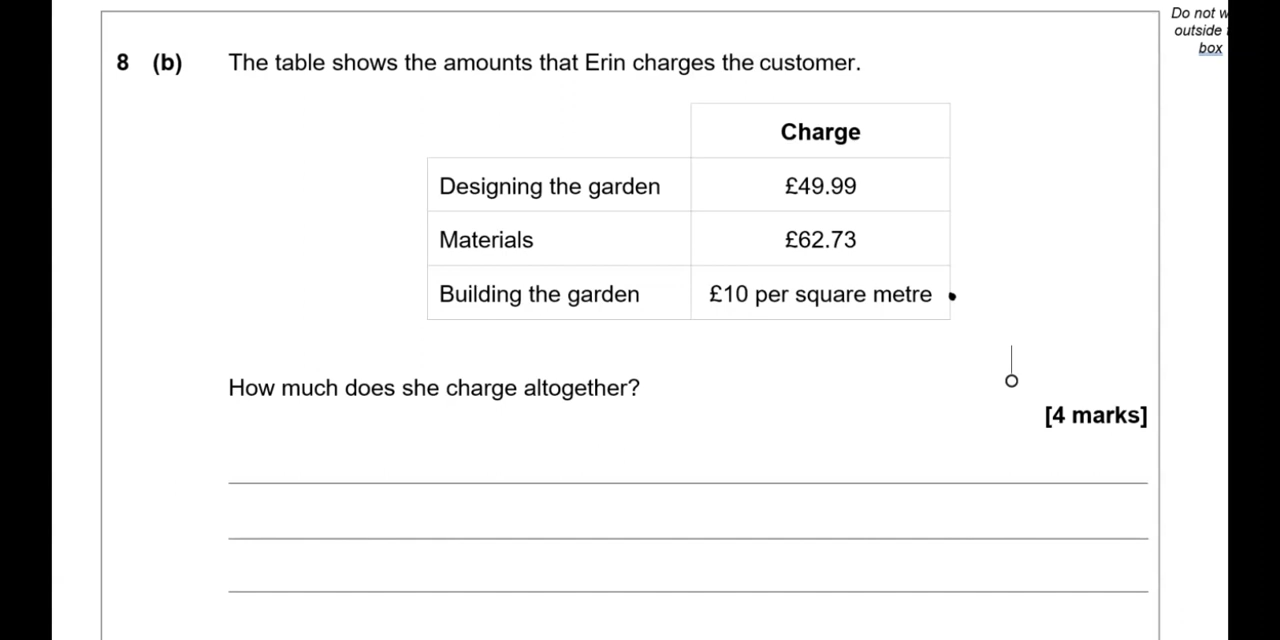 Do not w
outside
box
8 (b) The table shows the amounts that Erin charges the customer.
Charge
Designing the garden £49.99
Materials £62.73
Building the garden £10 per square metre
How much does she charge altogether?
[4 marks]